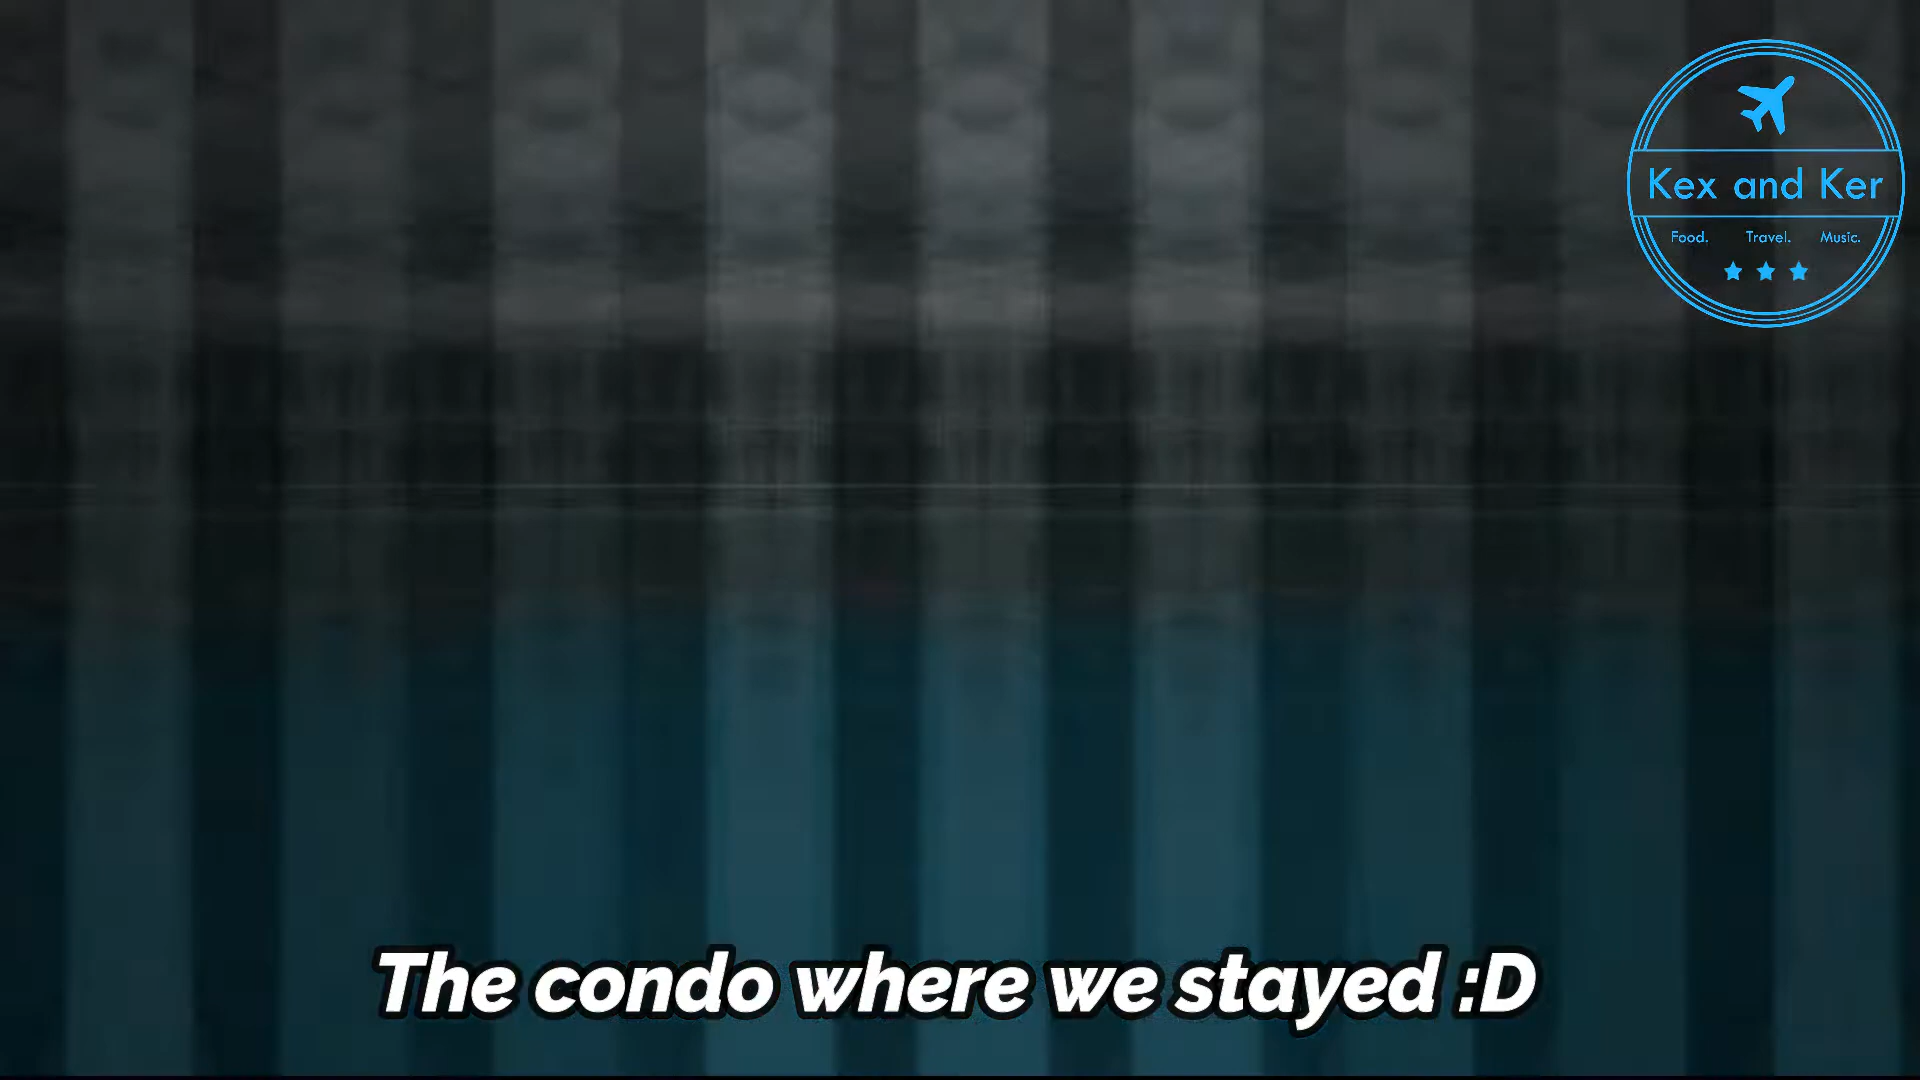 Kex and Ker
Food. Travel. Music.
The condo where we stayed :D